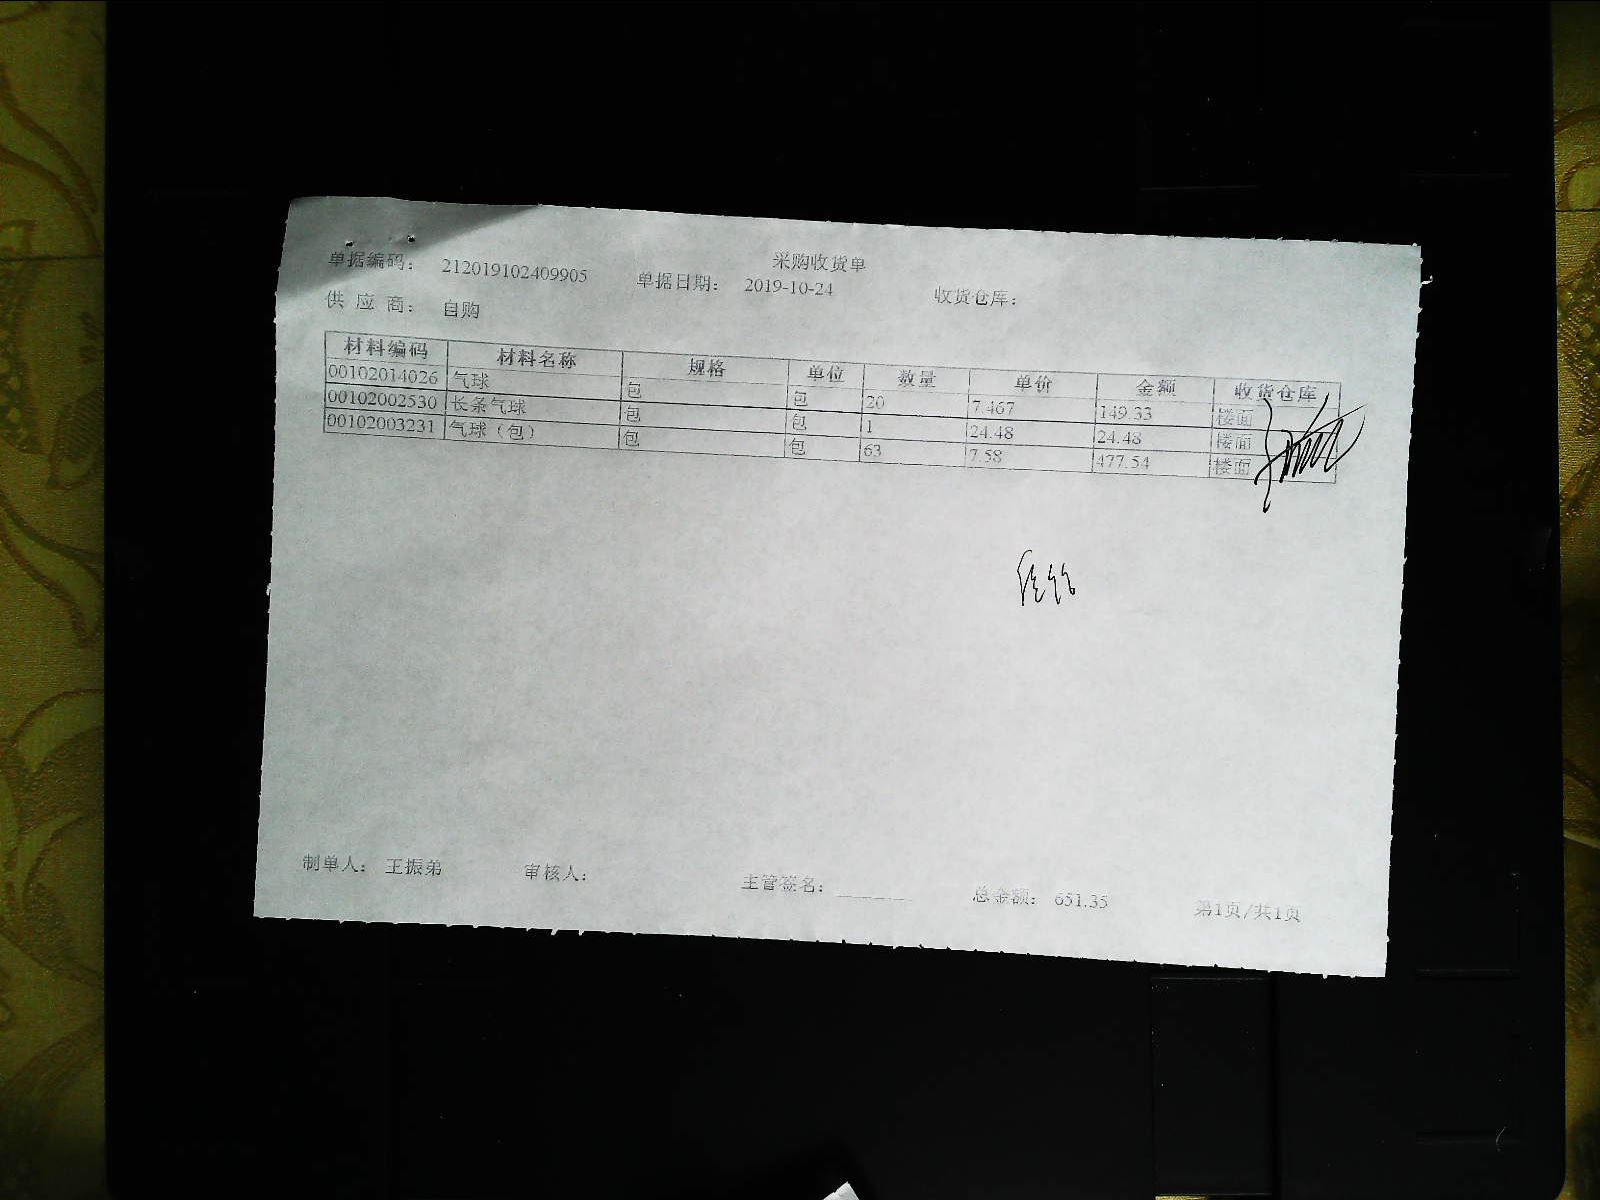 采购收货单
单据编码： 212019102409905 单据日期： 2019-10-24 收货仓库：
供 应 商： 自购
材料编码 材料名称 规格 单位 数量 单价 金额 收货仓库
00102014026 气球 包 包 20 7.467 149.33 楼面
00102002530 长条气球 包 包 1 24.48 24.48 楼面
00102003231 气球（包） 包 包 63 7.58 477.54 楼面
制单人： 王振弟 审核人： 主管签名： 总金额： 651.35 第1页/共1页